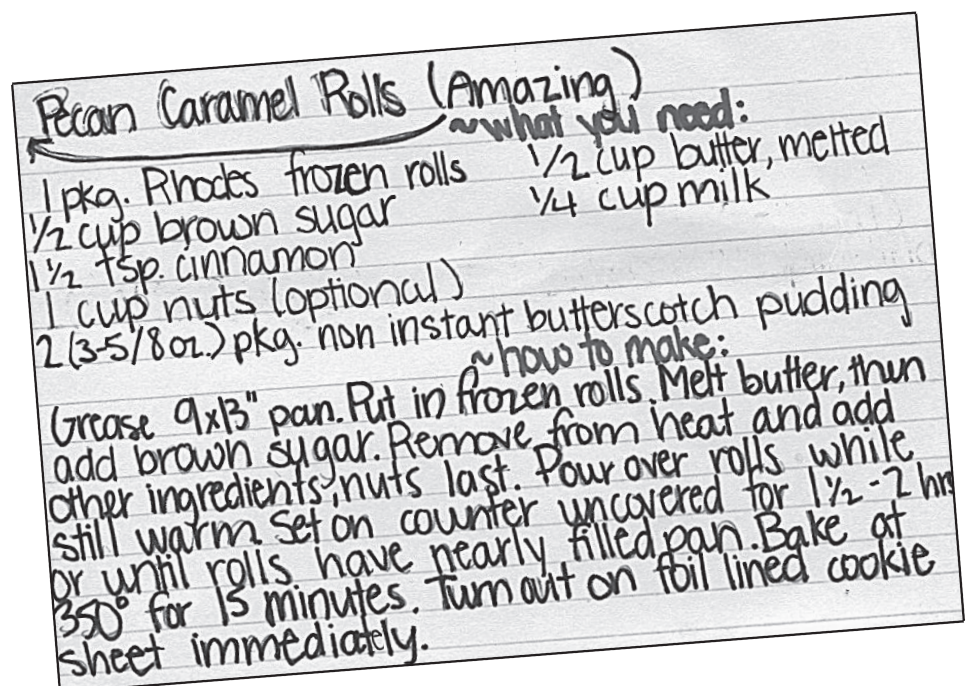 Pecan Caramel Rolls (Amazing)
~what you need:
1 pkg. Rhodes frozen rolls
1/2 cup brown sugar
1 1/2 tsp. cinnamon
1 cup nuts (optional)
2 (3-5/8 oz.) pkg. non instant butterscotch pudding
1/2 cup butter, melted
1/4 cup milk
~how to make:
Grease 9x13" pan. Put in frozen rolls. Melt butter, then
add brown sugar. Remove from heat and add
other ingredients, nuts last. Pour over rolls while
still warm. Set on counter uncovered for 1 1/2 - 2 hrs
or until rolls have nearly filled pan. Bake at
350° for 15 minutes. Turn out on foil lined cookie
sheet immediately.